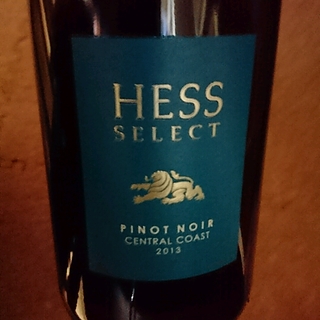 HESS
SELECT
PINOT NOIR
CENTRAL COAST
2013